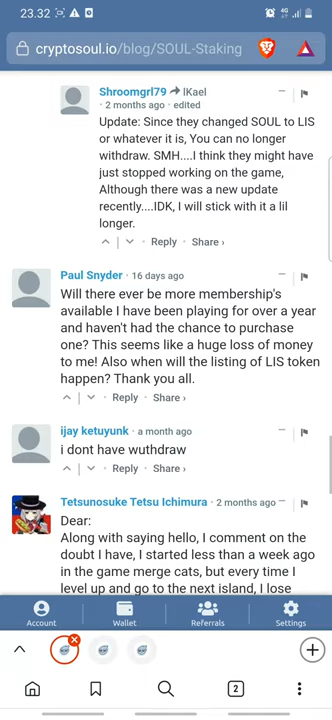 23.32
4G
cryptosoul.io/blog/SOUL-Staking
Shroomgrl79 IKael
· 2 months ago · edited
Update: Since they changed SOUL to LIS
or whatever it is, You can no longer
withdraw. SMH....I think they might have
just stopped working on the game,
Although there was a new update
recently....IDK, I will stick with it a lil
longer.
Reply · Share ›
Paul Snyder · 16 days ago
Will there ever be more membership's
available I have been playing for over a year
and haven't had the chance to purchase
one? This seems like a huge loss of money
to me! Also when will the listing of LIS token
happen? Thank you all.
Reply · Share ›
ijay ketuyunk · a month ago
i dont have wuthdraw
Reply · Share ›
Tetsunosuke Tetsu Ichimura · 2 months ago
Dear:
Along with saying hello, I comment on the
doubt I have, I started less than a week ago
in the game merge cats, but every time I
level up and go to the next island, I lose
Account Wallet Referrals Settings
2